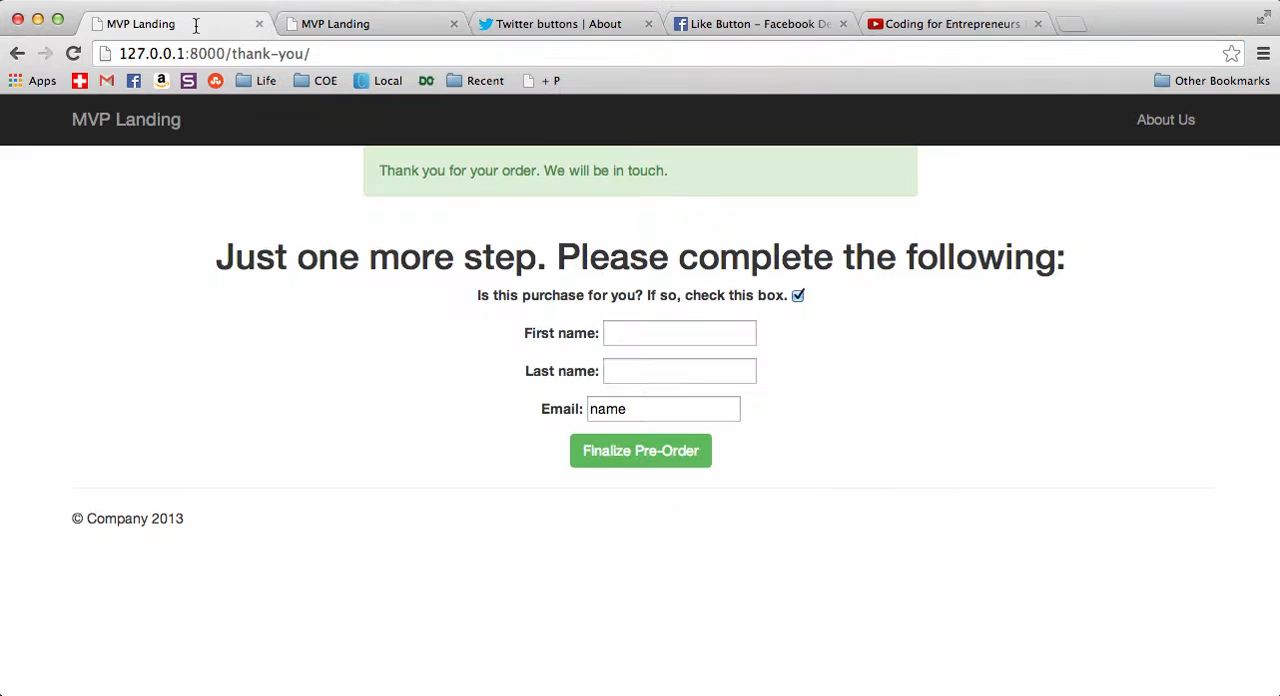 MVP Landing
MVP Landing
Twitter buttons | About
Like Button – Facebook De
Coding for Entrepreneurs
127.0.0.1:8000/thank-you/
Apps
Life
COE
Local
DO
Recent
+ P
Other Bookmarks
MVP Landing
About Us
Thank you for your order. We will be in touch.
Just one more step. Please complete the following:
Is this purchase for you? If so, check this box.
First name:
Last name:
Email: name
Finalize Pre-Order
© Company 2013